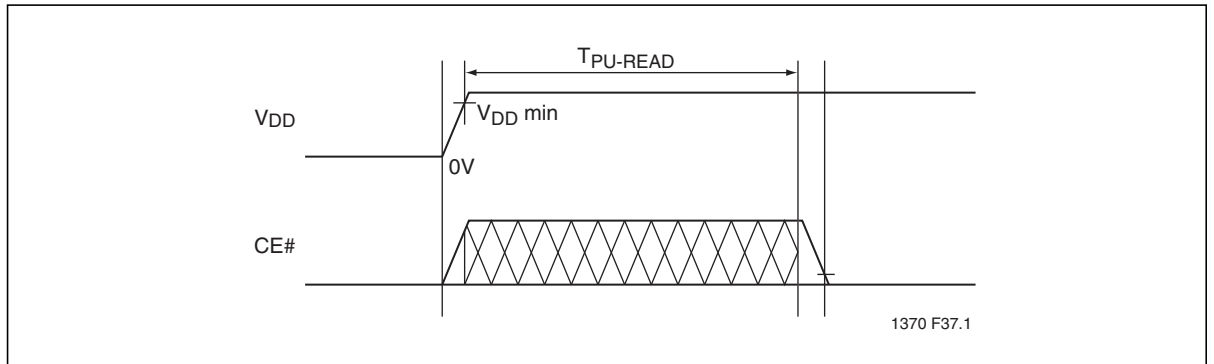 TPU-READ
VDD
VDD min
0V
CE#
1370 F37.1